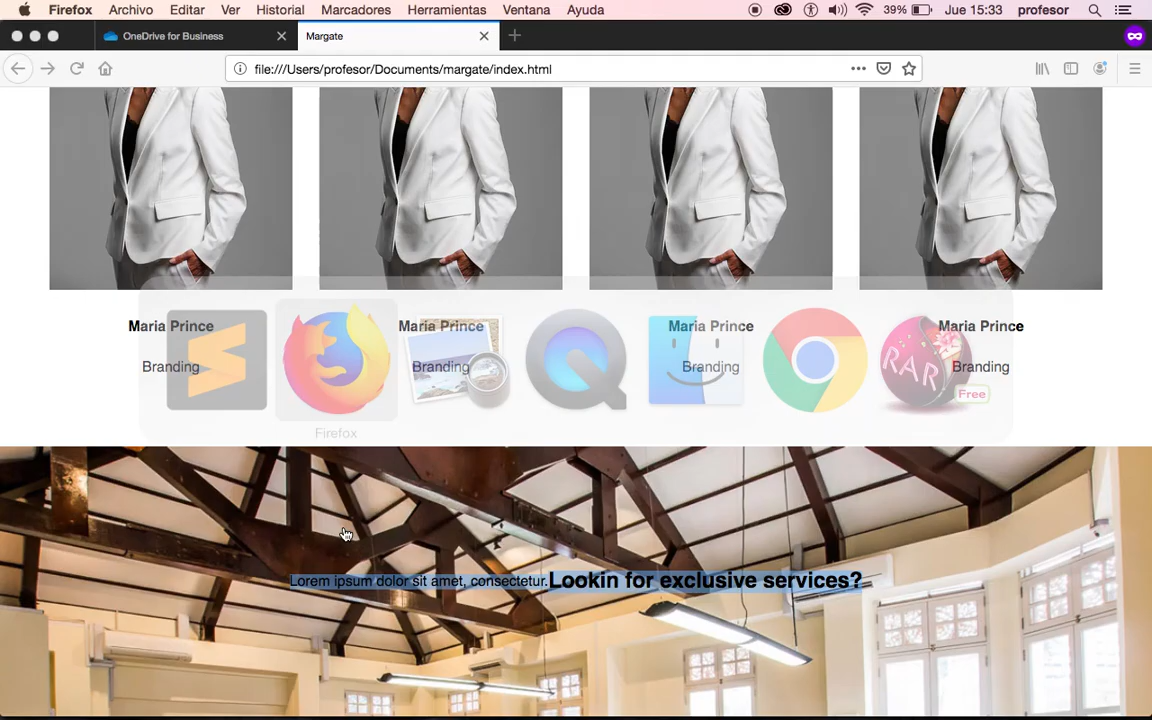 Firefox Archivo Editar Ver Historial Marcadores Herramientas Ventana Ayuda 39% Jue 15:33 profesor
OneDrive for Business Margate
file:///Users/profesor/Documents/margate/index.html
Maria Prince Maria Prince Maria Prince Maria Prince
Branding Branding Branding Branding
RAR
Free
Firefox
Lorem ipsum dolor sit amet, consectetur. Lookin for exclusive services?